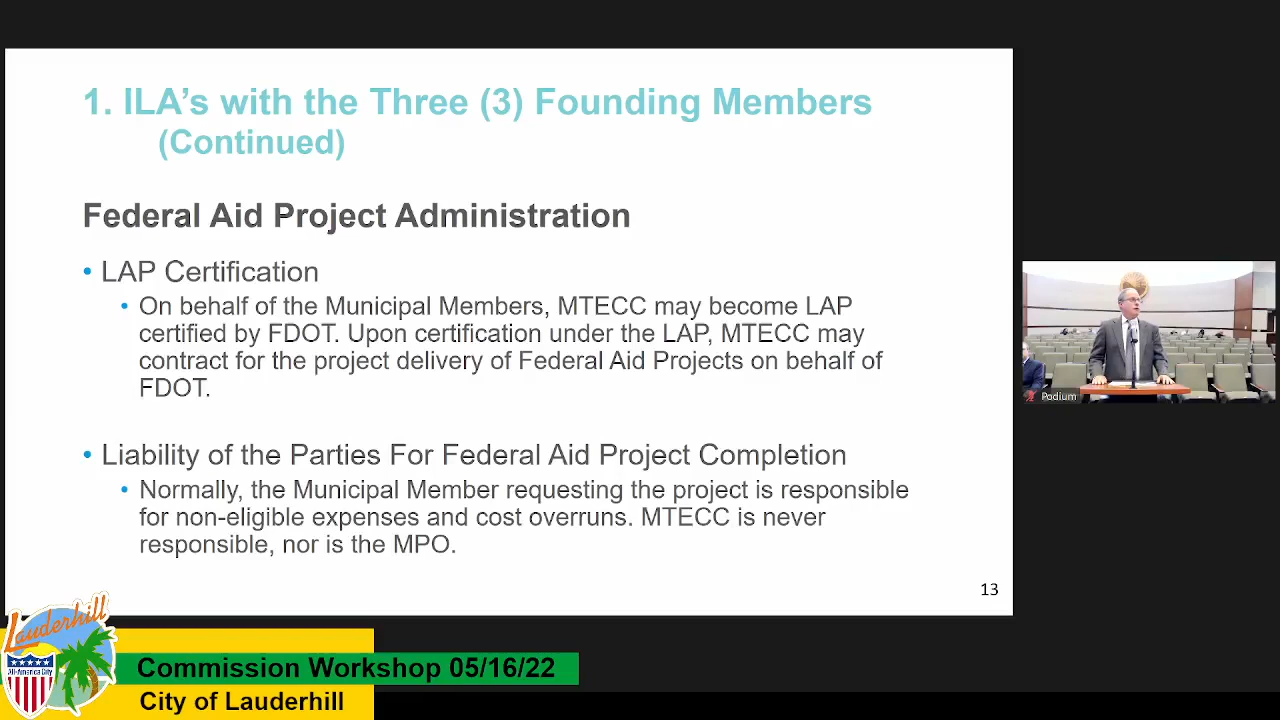 1. ILA's with the Three (3) Founding Members
(Continued)
Federal Aid Project Administration
• LAP Certification
• On behalf of the Municipal Members, MTECC may become LAP
certified by FDOT. Upon certification under the LAP, MTECC may
contract for the project delivery of Federal Aid Projects on behalf of
FDOT.
• Liability of the Parties For Federal Aid Project Completion
• Normally, the Municipal Member requesting the project is responsible
for non-eligible expenses and cost overruns. MTECC is never
responsible, nor is the MPO.
13
Podium
Lauderhill
All-America City
Commission Workshop 05/16/22
City of Lauderhill